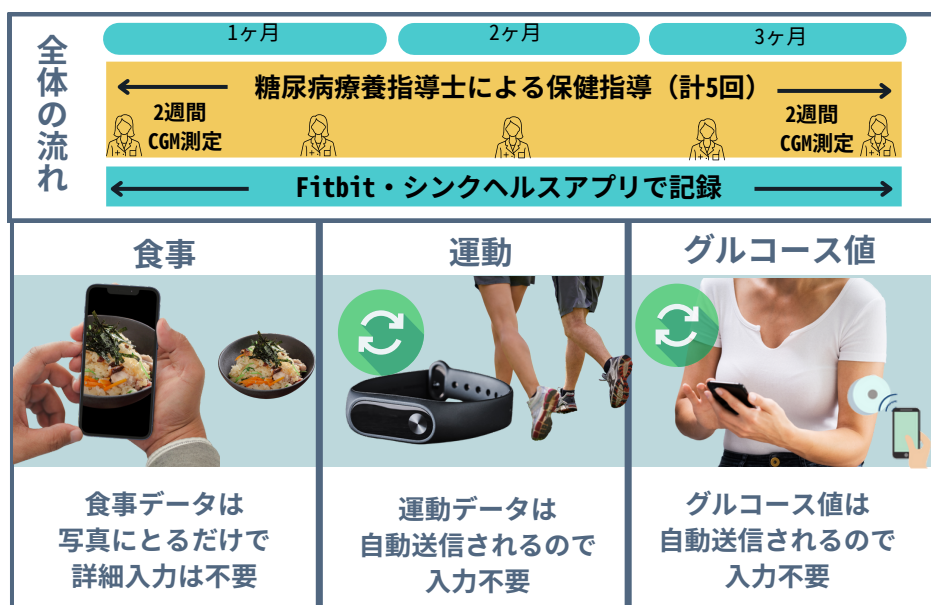 全体の流れ
1ヶ月
2ヶ月
3ヶ月
糖尿病療養指導士による保健指導（計5回）
2週間
CGM測定
2週間
CGM測定
Fitbit・シンクヘルスアプリで記録
食事
運動
グルコース値
食事データは
写真にとるだけで
詳細入力は不要
運動データは
自動送信されるので
入力不要
グルコース値は
自動送信されるので
入力不要